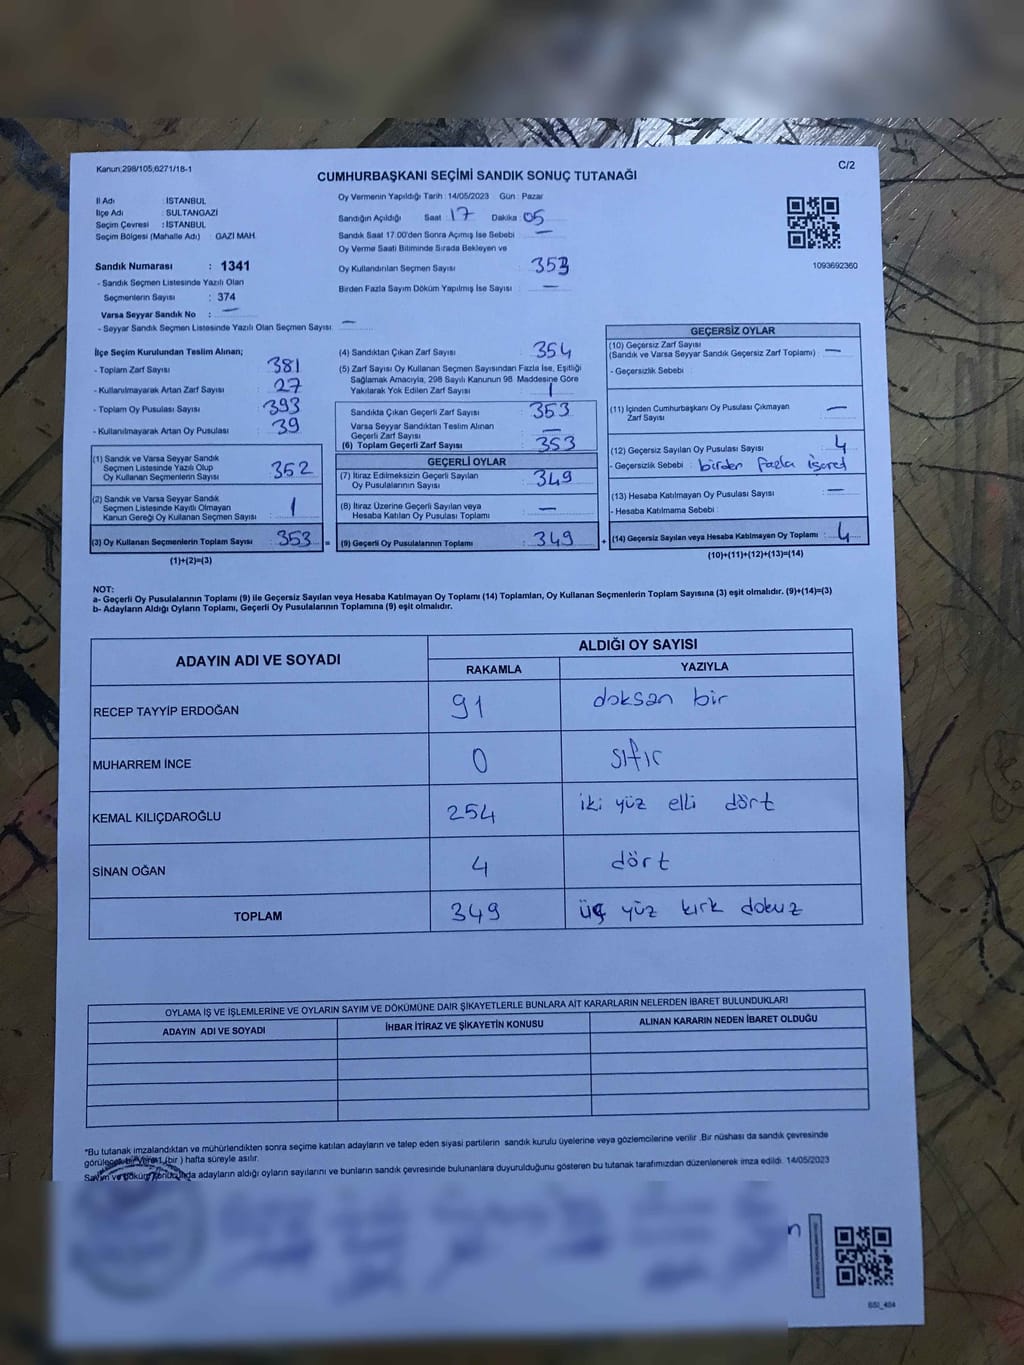 Kanun;298/105,6271/18-1
C/2
CUMHURBAŞKANI SEÇİMİ SANDIK SONUÇ TUTANAĞI
İl Adı : İSTANBUL
İlçe Adı : SULTANGAZİ
Seçim Çevresi : İSTANBUL
Seçim Bölgesi (Mahalle Adı) : GAZİ MAH.
Sandık Numarası : 1341
- Sandık Seçmen Listesinde Yazılı Olan
Seçmenlerin Sayısı : 374
Varsa Seyyar Sandık No : —
- Seyyar Sandık Seçmen Listesinde Yazılı Olan Seçmen Sayısı: —
Oy Vermenin Yapıldığı Tarih : 14/05/2023 Gün : Pazar
Sandığın Açıldığı Saat 17 Dakika 05
Sandık Saat 17.00'den Sonra Açımış İse Sebebi : —
Oy Verme Saati Bitiminde Sırada Bekleyen ve
Oy Kullandırılan Seçmen Sayısı : 353
Birden Fazla Sayım Döküm Yapılmış İse Sayısı : —
1093692360
İlçe Seçim Kurulundan Teslim Alınan;
- Toplam Zarf Sayısı : 381
- Kullanılmayarak Artan Zarf Sayısı : 27
- Toplam Oy Pusulası Sayısı : 393
- Kullanılmayarak Artan Oy Pusulası : 39
(1) Sandık ve Varsa Seyyar Sandık
Seçmen Listesinde Yazılı Olup
Oy Kullanan Seçmenlerin Sayısı : 352
(2) Sandık ve Varsa Seyyar Sandık
Seçmen Listesinde Kayıtlı Olmayan
Kanun Gereği Oy Kullanan Seçmen Sayısı : 1
(3) Oy Kullanan Seçmenlerin Toplam Sayısı : 353 =
(1)+(2)=(3)
(4) Sandıktan Çıkan Zarf Sayısı : 354
(5) Zarf Sayısı Oy Kullanan Seçmen Sayısından Fazla İse, Eşitliği
Sağlamak Amacıyla, 298 Sayılı Kanunun 98. Maddesine Göre
Yakılarak Yok Edilen Zarf Sayısı : 1
Sandıkta Çıkan Geçerli Zarf Sayısı : 353
Varsa Seyyar Sandıktan Teslim Alınan
Geçerli Zarf Sayısı : —
(6) Toplam Geçerli Zarf Sayısı : 353
GEÇERLİ OYLAR
(7) İtiraz Edilmeksizin Geçerli Sayılan
Oy Pusulalarının Sayısı : 349
(8) İtiraz Üzerine Geçerli Sayılan veya
Hesaba Katılan Oy Pusulası Toplamı : —
(9) Geçerli Oy Pusulalarının Toplamı : 349 +
GEÇERSİZ OYLAR
(10) Geçersiz Zarf Sayısı
(Sandık ve Varsa Seyyar Sandık Geçersiz Zarf Toplamı) : —
- Geçersizlik Sebebi :
(11) İçinden Cumhurbaşkanı Oy Pusulası Çıkmayan
Zarf Sayısı : —
(12) Geçersiz Sayılan Oy Pusulası Sayısı : 4
- Geçersizlik Sebebi : birden fazla işaret
(13) Hesaba Katılmayan Oy Pusulası Sayısı : —
- Hesaba Katılmama Sebebi :
(14) Geçersiz Sayılan veya Hesaba Katılmayan Oy Toplamı : 4
(10)+(11)+(12)+(13)=(14)
NOT:
a- Geçerli Oy Pusulalarının Toplamı (9) ile Geçersiz Sayılan veya Hesaba Katılmayan Oy Toplamı (14) Toplamları, Oy Kullanan Seçmenlerin Toplam Sayısına (3) eşit olmalıdır. (9)+(14)=(3)
b- Adayların Aldığı Oyların Toplamı, Geçerli Oy Pusulalarının Toplamına (9) eşit olmalıdır.
ADAYIN ADI VE SOYADI ALDIĞI OY SAYISI
RAKAMLA YAZIYLA
RECEP TAYYİP ERDOĞAN 91 doksan bir
MUHARREM İNCE 0 sıfır
KEMAL KILIÇDAROĞLU 254 iki yüz elli dört
SİNAN OĞAN 4 dört
TOPLAM 349 üç yüz kırk dokuz
OYLAMA İŞ VE İŞLEMLERİNE VE OYLARIN SAYIM VE DÖKÜMÜNE DAİR ŞİKAYETLERLE BUNLARA AİT KARARLARIN NELERDEN İBARET BULUNDUKLARI
ADAYIN ADI VE SOYADI İHBAR İTİRAZ VE ŞİKAYETİN KONUSU ALINAN KARARIN NEDEN İBARET OLDUĞU
*Bu tutanak imzalandıktan ve mühürlendikten sonra seçime katılan adayların ve talep eden siyasi partilerin sandık kurulu üyelerine veya gözlemcilerine verilir. Bir nüshası da sandık çevresinde
görülecek bir yere 1 (bir) hafta süreyle asılır.
Sayım ve döküm sonucunda adayların aldığı oyların sayılarını ve bunların sandık çevresinde bulunanlara duyurulduğunu gösteren bu tutanak tarafımızdan düzenlenerek imza edildi. 14/05/2023